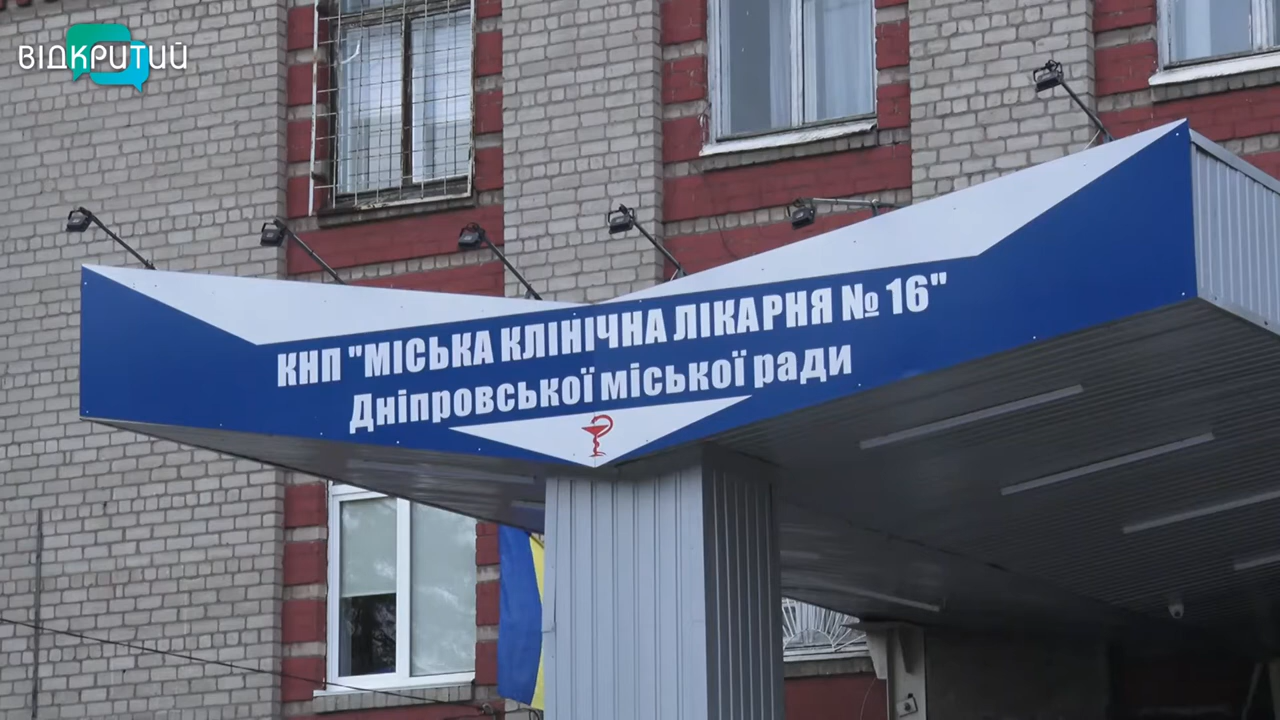 ВІДКРИТИЙ
КНП "МІСЬКА КЛІНІЧНА ЛІКАРНЯ № 16"
Дніпровської міської ради